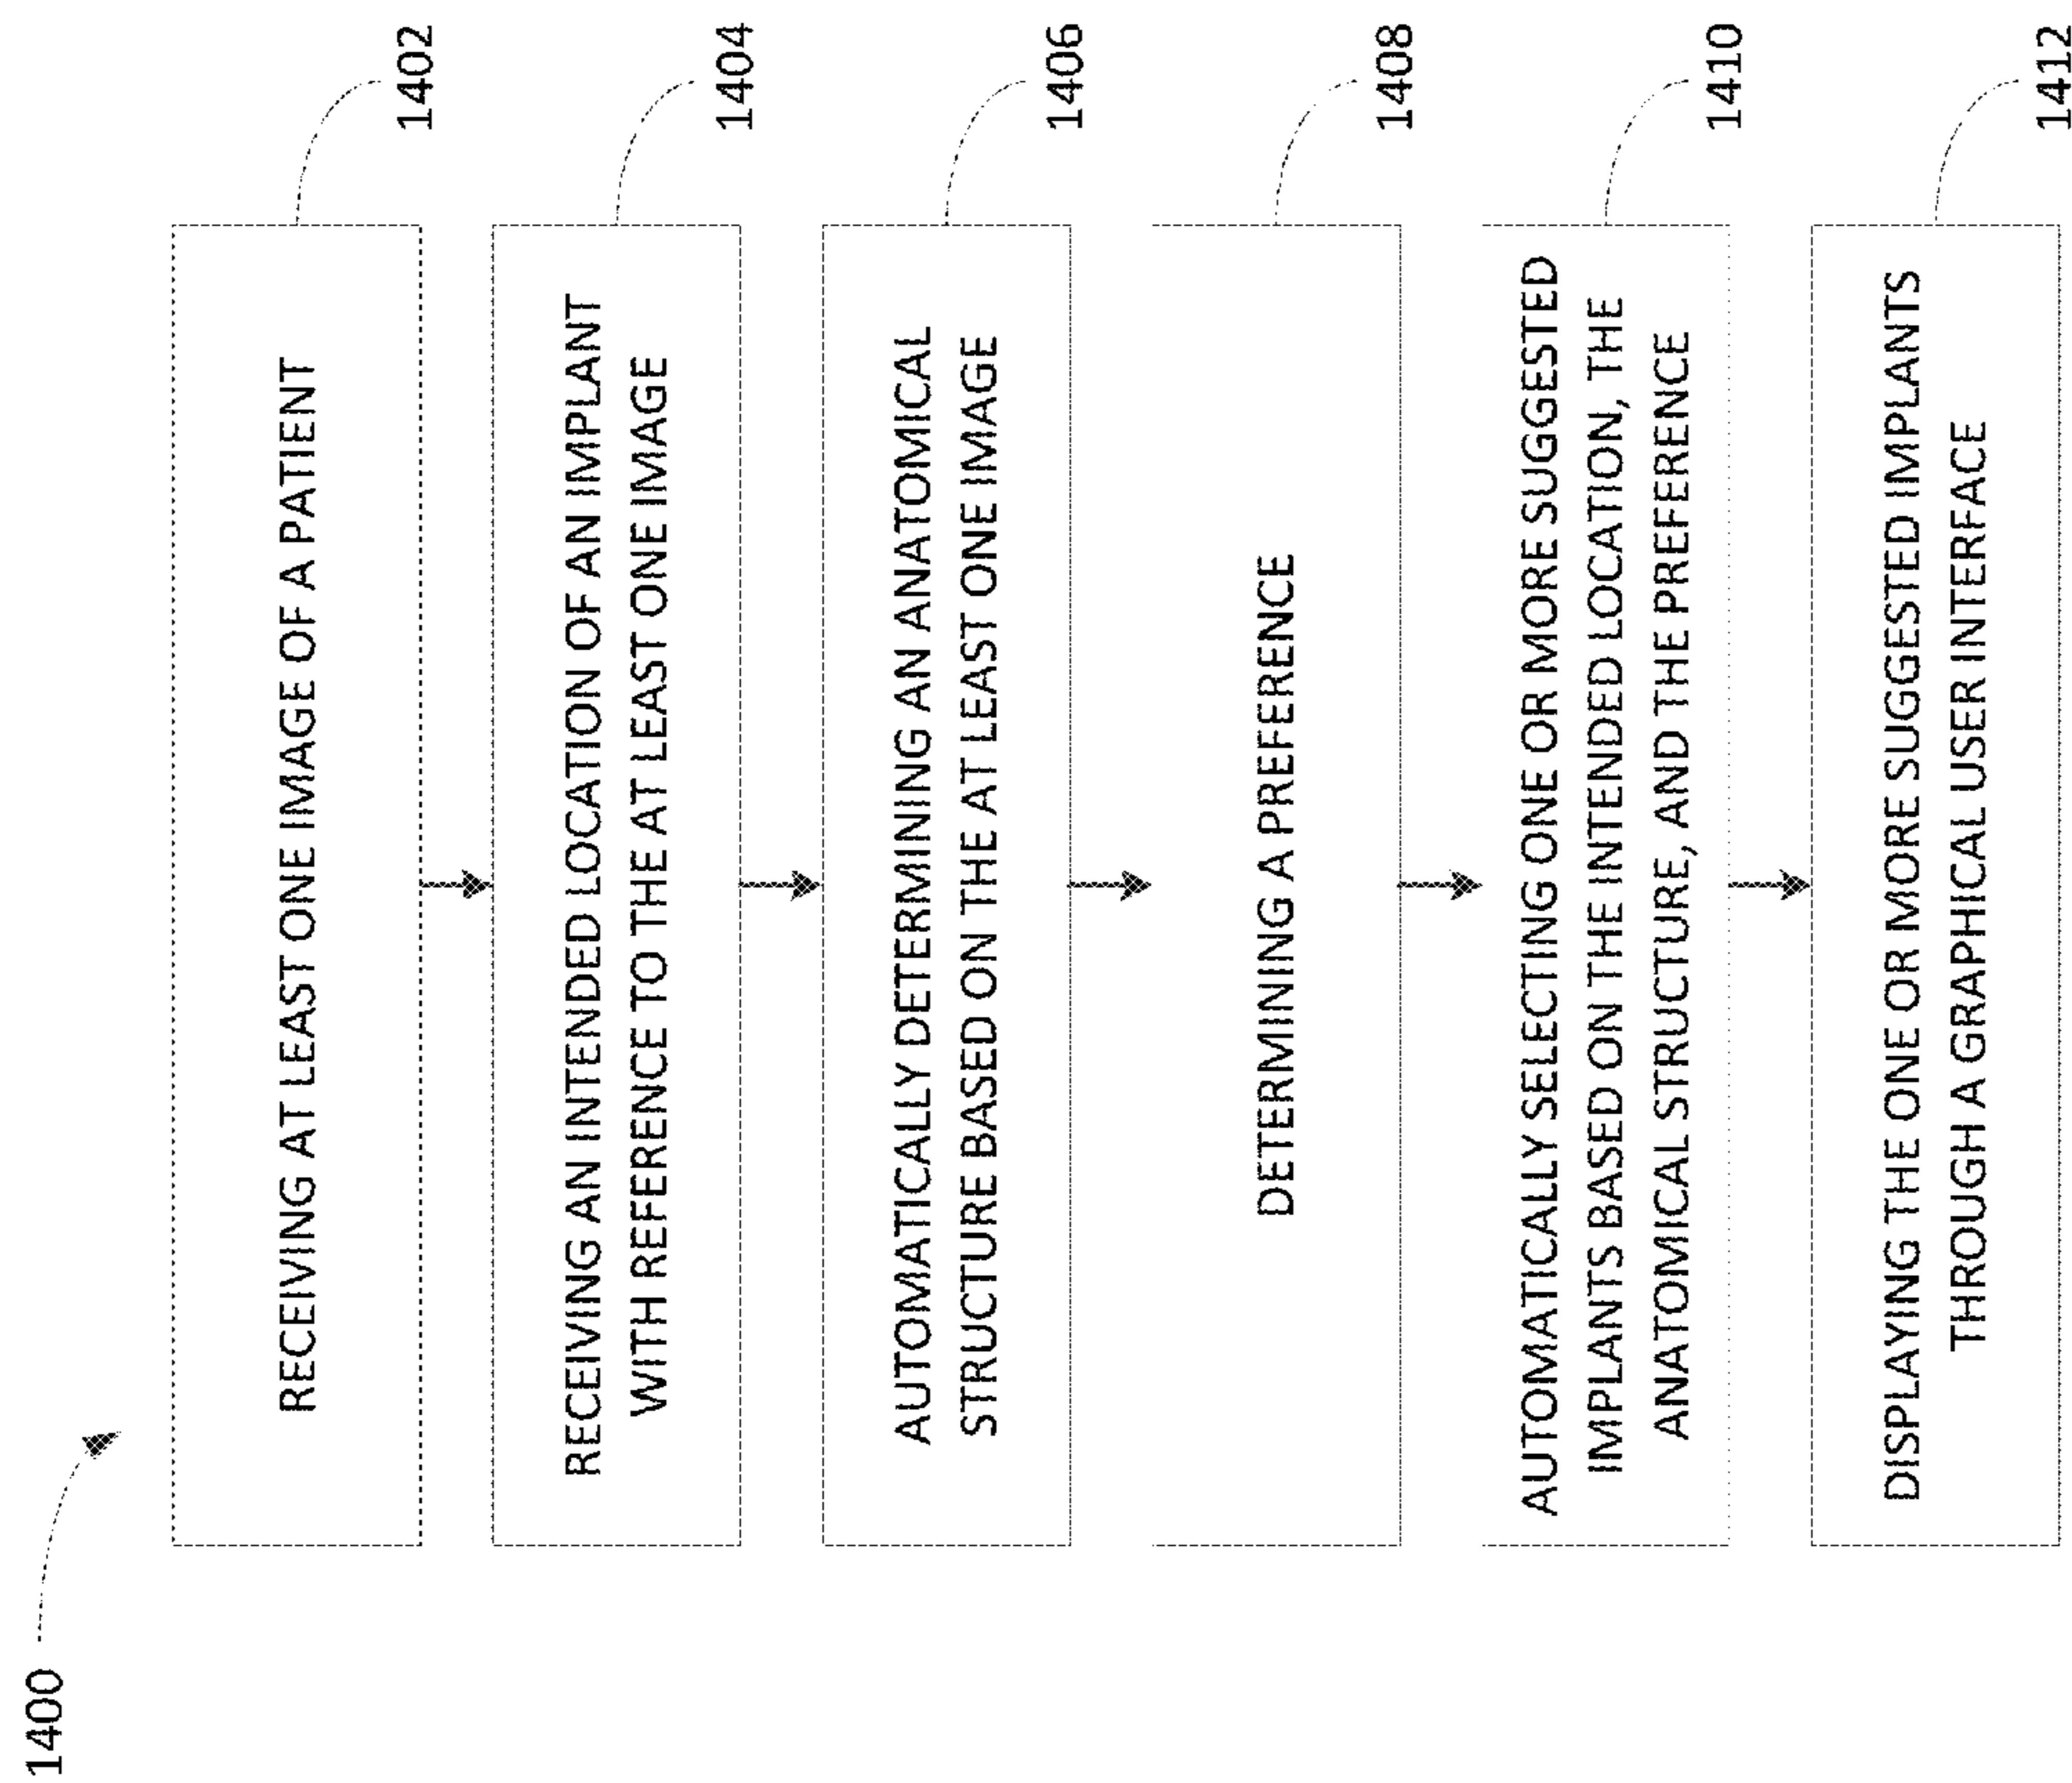 1400
RECEIVING AT LEAST ONE IMAGE OF A PATIENT
1402
RECEIVING AN INTENDED LOCATION OF AN IMPLANT
WITH REFERENCE TO THE AT LEAST ONE IMAGE
1404
AUTOMATICALLY DETERMINING AN ANATOMICAL
STRUCTURE BASED ON THE AT LEAST ONE IMAGE
1406
DETERMINING A PREFERENCE
1408
AUTOMATICALLY SELECTING ONE OR MORE SUGGESTED
IMPLANTS BASED ON THE INTENDED LOCATION, THE
ANATOMICAL STRUCTURE, AND THE PREFERENCE
1410
DISPLAYING THE ONE OR MORE SUGGESTED IMPLANTS
THROUGH A GRAPHICAL USER INTERFACE
1412